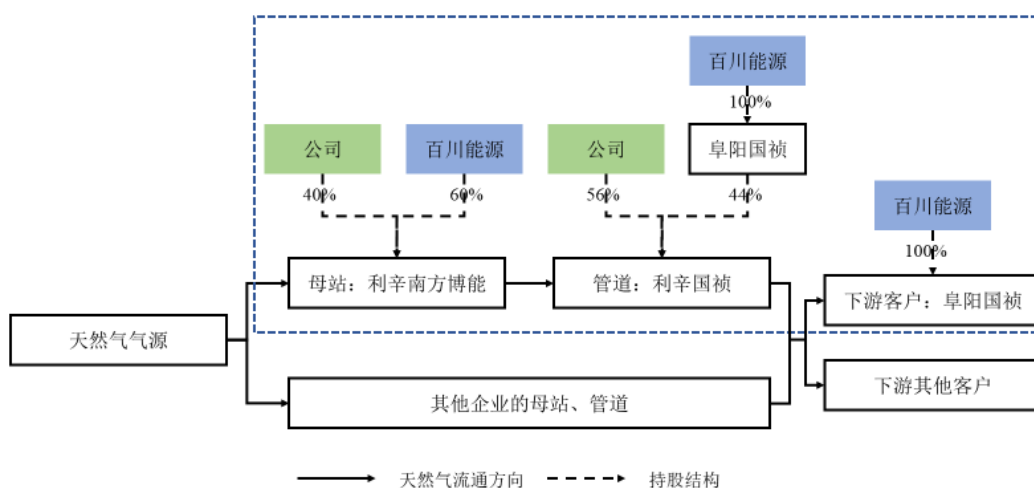 百川能源
100%
公司
百川能源
公司
阜阳国祯
40%
60%
56%
44%
百川能源
100%
母站：利辛南方博能
管道：利辛国祯
下游客户：阜阳国祯
天然气气源
下游其他客户
其他企业的母站、管道
天然气流通方向
持股结构